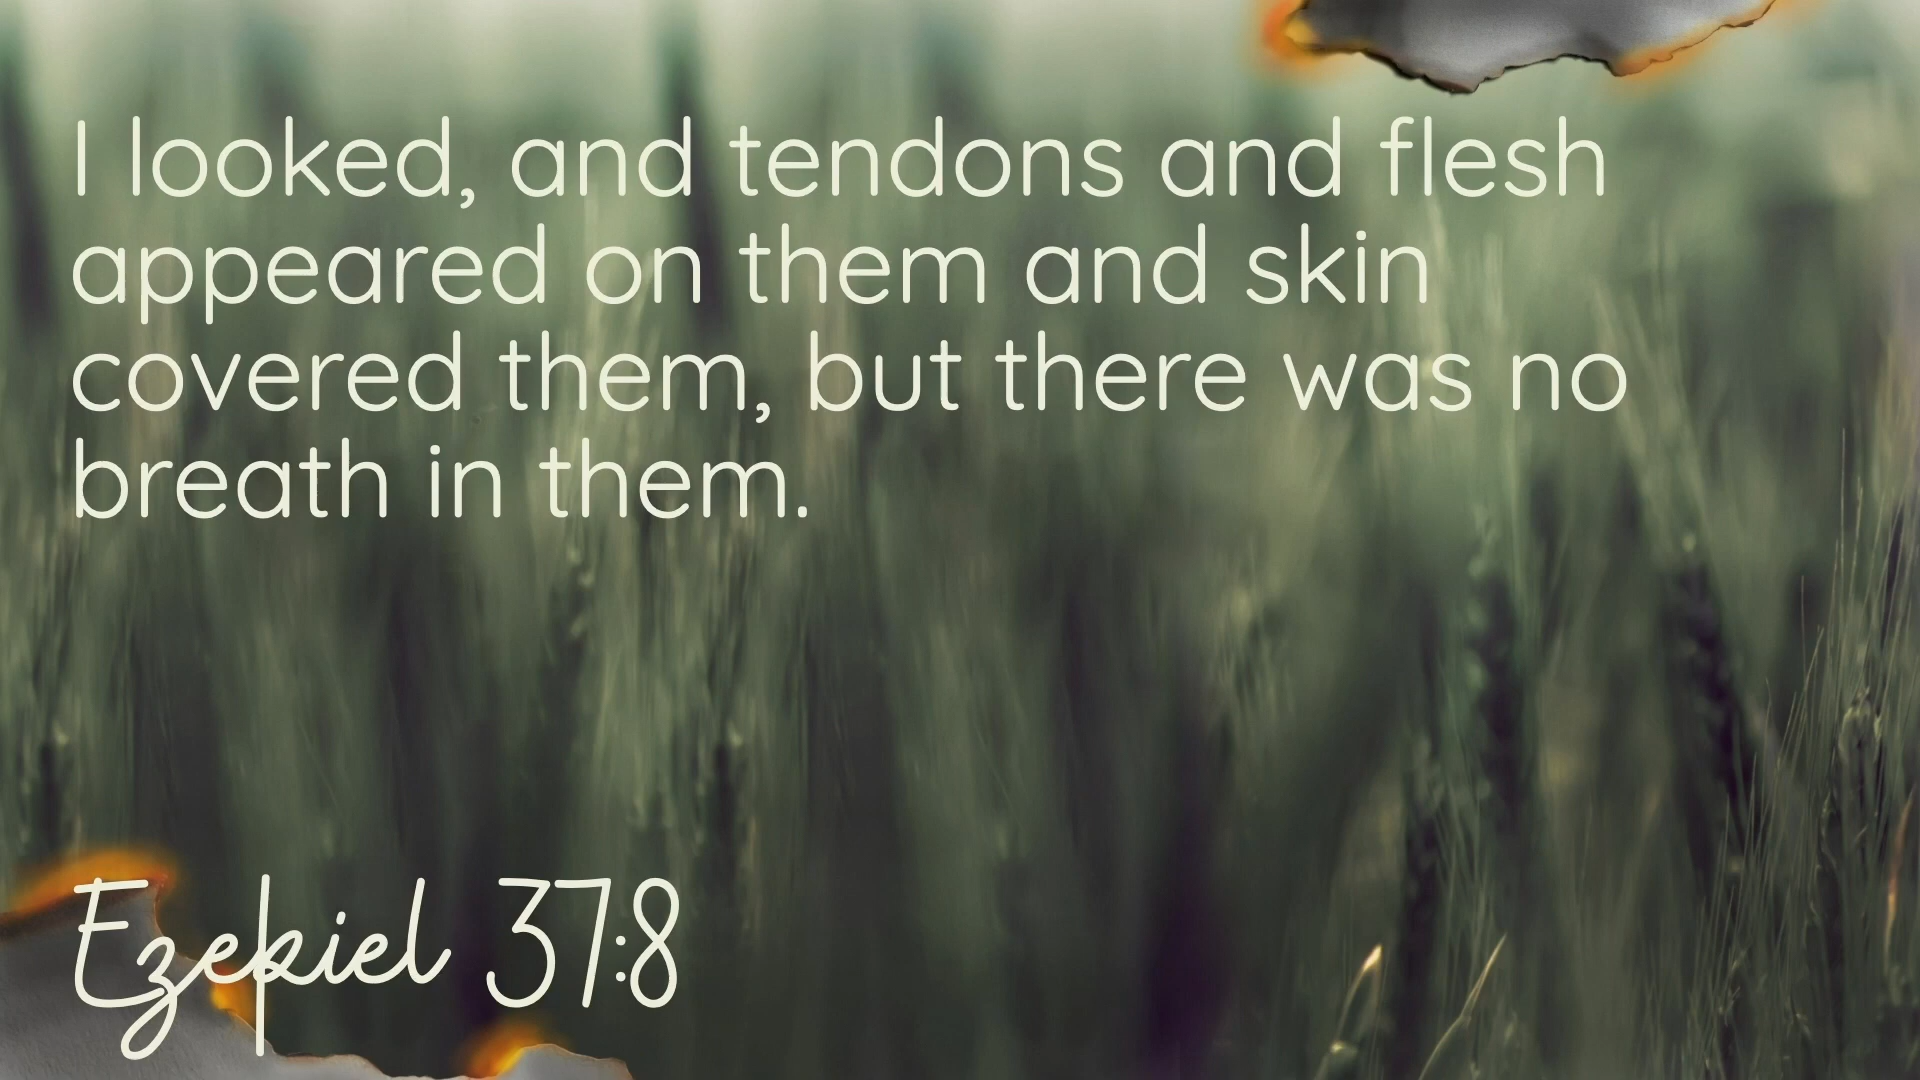 I looked, and tendons and flesh
appeared on them and skin
covered them, but there was no
breath in them.
Ezekiel 37:8